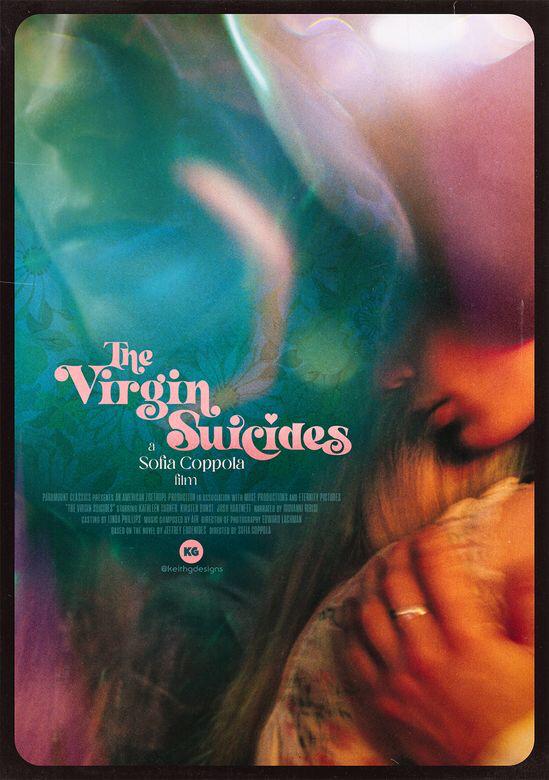 The
Virgin
Suicides
a
Sofia Coppola
film
PARAMOUNT CLASSICS PRESENTS AN AMERICAN ZOETROPE PRODUCTION IN ASSOCIATION WITH MUSE PRODUCTIONS AND ETERNITY PICTURES
"THE VIRGIN SUICIDES" STARRING KATHLEEN TURNER KIRSTEN DUNST JOSH HARTNETT NARRATED BY GIOVANNI RIBISI
CASTING BY LINDA PHILLIPS MUSIC COMPOSED BY AIR DIRECTOR OF PHOTOGRAPHY EDWARD LACHMAN
BASED ON THE NOVEL BY JEFFREY EUGENIDES DIRECTED BY SOFIA COPPOLA
KG
@keithgdesigns